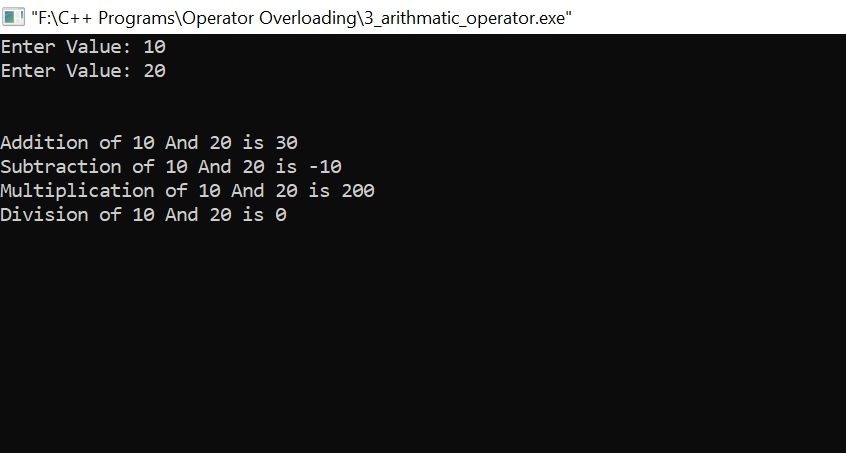 "F:\C++ Programs\Operator Overloading\3_arithmatic_operator.exe"
Enter Value: 10
Enter Value: 20
Addition of 10 And 20 is 30
Subtraction of 10 And 20 is -10
Multiplication of 10 And 20 is 200
Division of 10 And 20 is 0